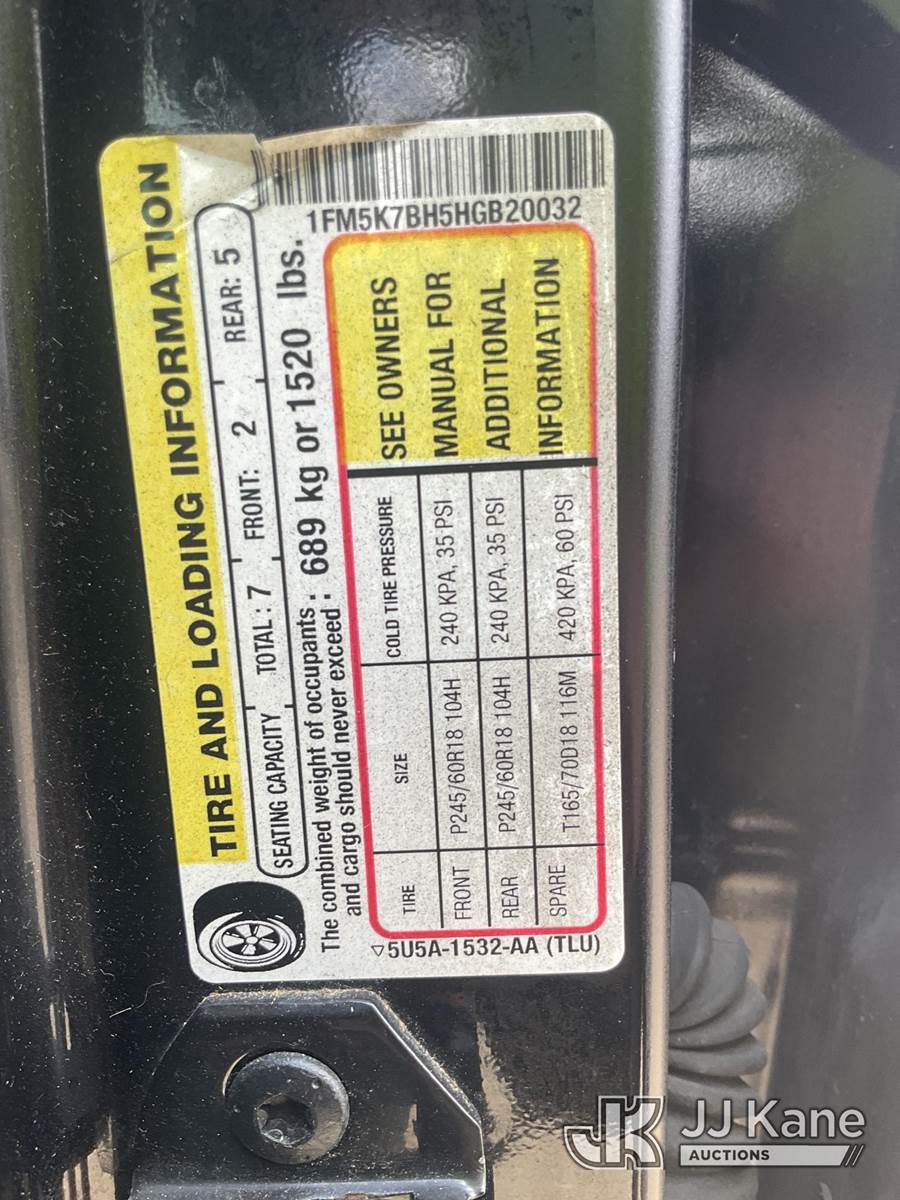 TIRE AND LOADING INFORMATION
SEATING CAPACITY TOTAL : 7 FRONT: 2 REAR: 5
The combined weight of occupants : 689 kg or 1520 lbs.
and cargo should never exceed :
TIRE SIZE COLD TIRE PRESSURE
FRONT P245/60R18 104H 240 KPA, 35 PSI
REAR P245/60R18 104H 240 KPA, 35 PSI
SPARE T165/70D18 116M 420 KPA, 60 PSI
SEE OWNERS
MANUAL FOR
ADDITIONAL
INFORMATION
5U5A-1532-AA (TLU)
1FM5K7BH5HGB20032
JK JJ Kane
AUCTIONS